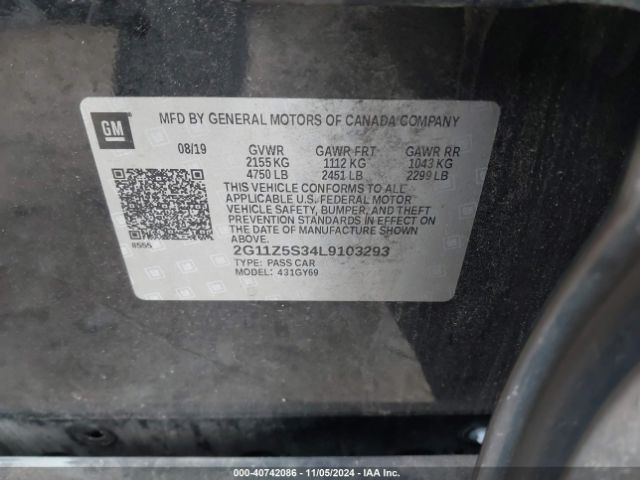 GM
MFD BY GENERAL MOTORS OF CANADA COMPANY
08/19 GVWR GAWR FRT GAWR RR
2155 KG 1112 KG 1043 KG
4750 LB 2451 LB 2299 LB
THIS VEHICLE CONFORMS TO ALL
APPLICABLE U.S. FEDERAL MOTOR
VEHICLE SAFETY, BUMPER, AND THEFT
PREVENTION STANDARDS IN EFFECT ON
THE DATE OF MANUFACTURE SHOWN
ABOVE.
8555
2G11Z5S34L9103293
TYPE: PASS CAR
MODEL: 431GY69
000-40742086 - 11/05/2024 - IAA Inc.